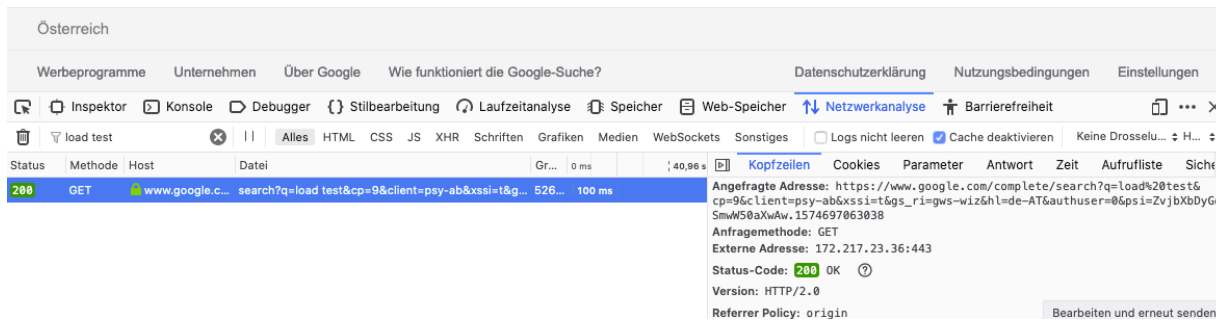 Österreich
Werbeprogramme Unternehmen Über Google Wie funktioniert die Google-Suche? Datenschutzerklärung Nutzungsbedingungen Einstellungen
Inspektor Konsole Debugger {} Stilbearbeitung Laufzeitanalyse Speicher Web-Speicher Netzwerkanalyse Barrierefreiheit
load test Alles HTML CSS JS XHR Schriften Grafiken Medien WebSockets Sonstiges Logs nicht leeren Cache deaktivieren Keine Drosselu... H...
Status Methode Host Datei Gr... 0 ms 40,96 s Kopfzeilen Cookies Parameter Antwort Zeit Aufrufliste Siche
200 GET www.google.c... search?q=load test&cp=9&client=psy-ab&xssi=t&g... 526... 100 ms
Angefragte Adresse: https://www.google.com/complete/search?q=load%20test&
cp=9&client=psy-ab&xssi=t&gs_ri=gws-wiz&hl=de-AT&authuser=0&psi=ZvjbXbDyG
SmwW50aXwAw.1574697063038
Anfragemethode: GET
Externe Adresse: 172.217.23.36:443
Status-Code: 200 OK
Version: HTTP/2.0
Referrer Policy: origin Bearbeiten und erneut senden